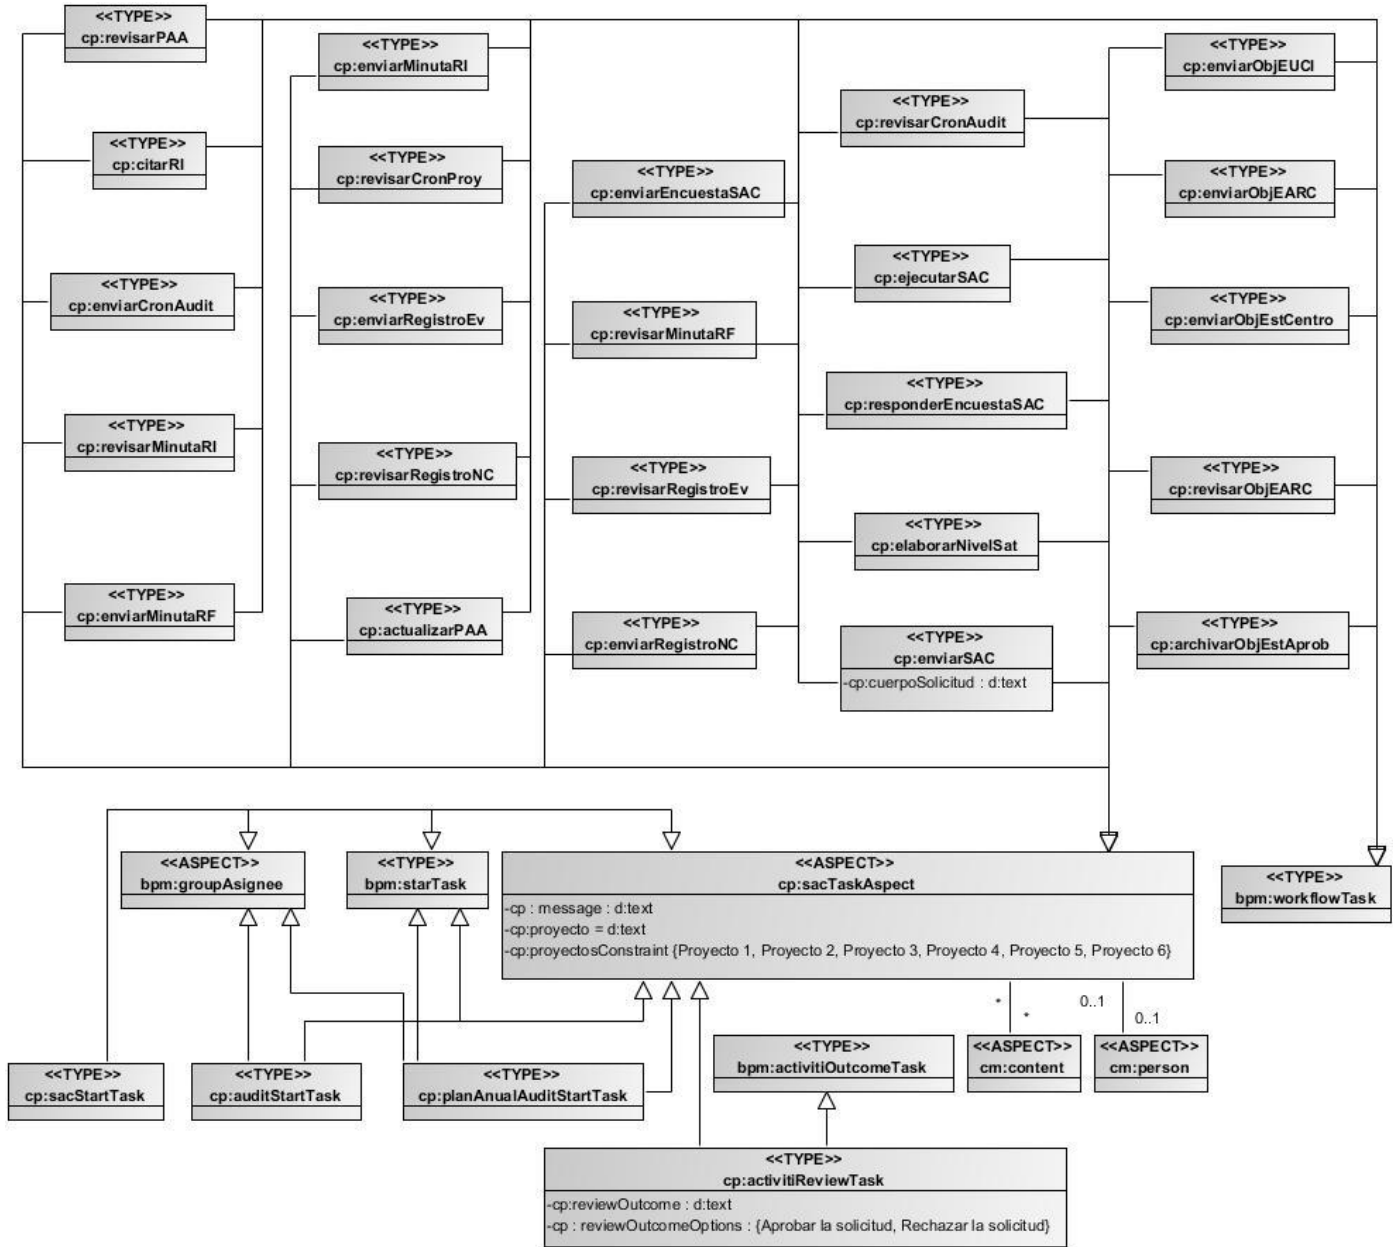 <<TYPE>>
cp:revisarPAA
<<TYPE>>
cp:citarRI
<<TYPE>>
cp:enviarCronAudit
<<TYPE>>
cp:revisarMinutaRI
<<TYPE>>
cp:enviarMinutaRF
<<TYPE>>
cp:enviarMinutaRI
<<TYPE>>
cp:revisarCronProy
<<TYPE>>
cp:enviarRegistroEv
<<TYPE>>
cp:revisarRegistroNC
<<TYPE>>
cp:actualizarPAA
<<TYPE>>
cp:enviarEncuestaSAC
<<TYPE>>
cp:revisarMinutaRF
<<TYPE>>
cp:revisarRegistroEv
<<TYPE>>
cp:enviarRegistroNC
<<TYPE>>
cp:revisarCronAudit
<<TYPE>>
cp:ejecutarSAC
<<TYPE>>
cp:responderEncuestaSAC
<<TYPE>>
cp:elaborarNivelSat
<<TYPE>>
cp:enviarSAC
-cp:cuerpoSolicitud : d:text
<<TYPE>>
cp:enviarObjEUCI
<<TYPE>>
cp:enviarObjEARC
<<TYPE>>
cp:enviarObjEstCentro
<<TYPE>>
cp:revisarObjEARC
<<TYPE>>
cp:archivarObjEstAprob
<<ASPECT>>
bpm:groupAsignee
<<TYPE>>
bpm:starTask
<<ASPECT>>
cp:sacTaskAspect
-cp : message : d:text
-cp:proyecto = d:text
-cp:proyectosConstraint {Proyecto 1, Proyecto 2, Proyecto 3, Proyecto 4, Proyecto 5, Proyecto 6}
<<TYPE>>
bpm:workflowTask
*
*
0..1
0..1
<<TYPE>>
cp:sacStartTask
<<TYPE>>
cp:auditStartTask
<<TYPE>>
cp:planAnualAuditStartTask
<<TYPE>>
bpm:activitiOutcomeTask
<<ASPECT>>
cm:content
<<ASPECT>>
cm:person
<<TYPE>>
cp:activitiReviewTask
-cp:reviewOutcome : d:text
-cp : reviewOutcomeOptions : {Aprobar la solicitud, Rechazar la solicitud}